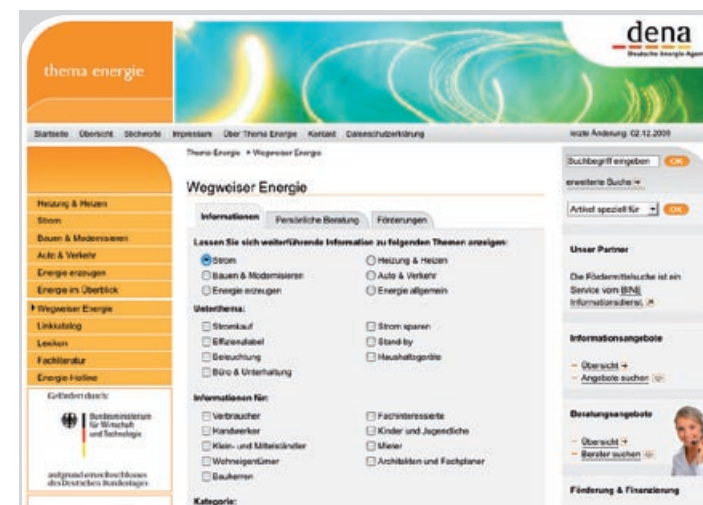 dena
Deutsche Energie-Agen
thema energie
Startseite Übersicht Stichworte Impressum Über Thema Energie Kontakt Datenschutzerklärung
letzte Änderung: 02.12.2009
Thema Energie Wegweiser Energie
Heizung & Heizen
Strom
Bauen & Modernisieren
Auto & Verkehr
Energie erzeugen
Energie im Überblick
Wegweiser Energie
Linkkatalog
Lexikon
Fachliteratur
Energie-Hotline
Gefördert durch:
Bundesministerium
für Wirtschaft
und Technologie
aufgrund eines Beschlusses
des Deutschen Bundestages
Wegweiser Energie
Informationen Persönliche Beratung Förderungen
Lassen Sie sich weiterführende Information zu folgenden Themen anzeigen:
Strom Heizung & Heizen
Bauen & Modernisieren Auto & Verkehr
Energie erzeugen Energie allgemein
Unterthema:
Stromkauf Strom sparen
Effizienzlabel Stand-by
Beleuchtung Haushaltsgeräte
Büro & Unterhaltung
Informationen für:
Verbraucher Fachinteressierte
Handwerker Kinder und Jugendliche
Klein- und Mittelständler Mieter
Wohneigentümer Architekten und Fachplaner
Bauherren
Kategorie:
Suchbegriff eingeben OK
erweiterte Suche
Artikel speziell für OK
Unser Partner
Die Fördermittelsuche ist ein
Service vom BINE
Informationsdienst.
Informationsangebote
Übersicht
Angebote suchen
Beratungsangebote
Übersicht
Berater suchen
Förderung & Finanzierung